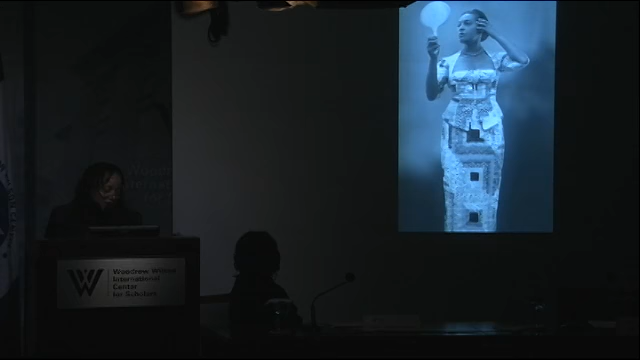 Woodrow Wilson
International
Center
for Scholars